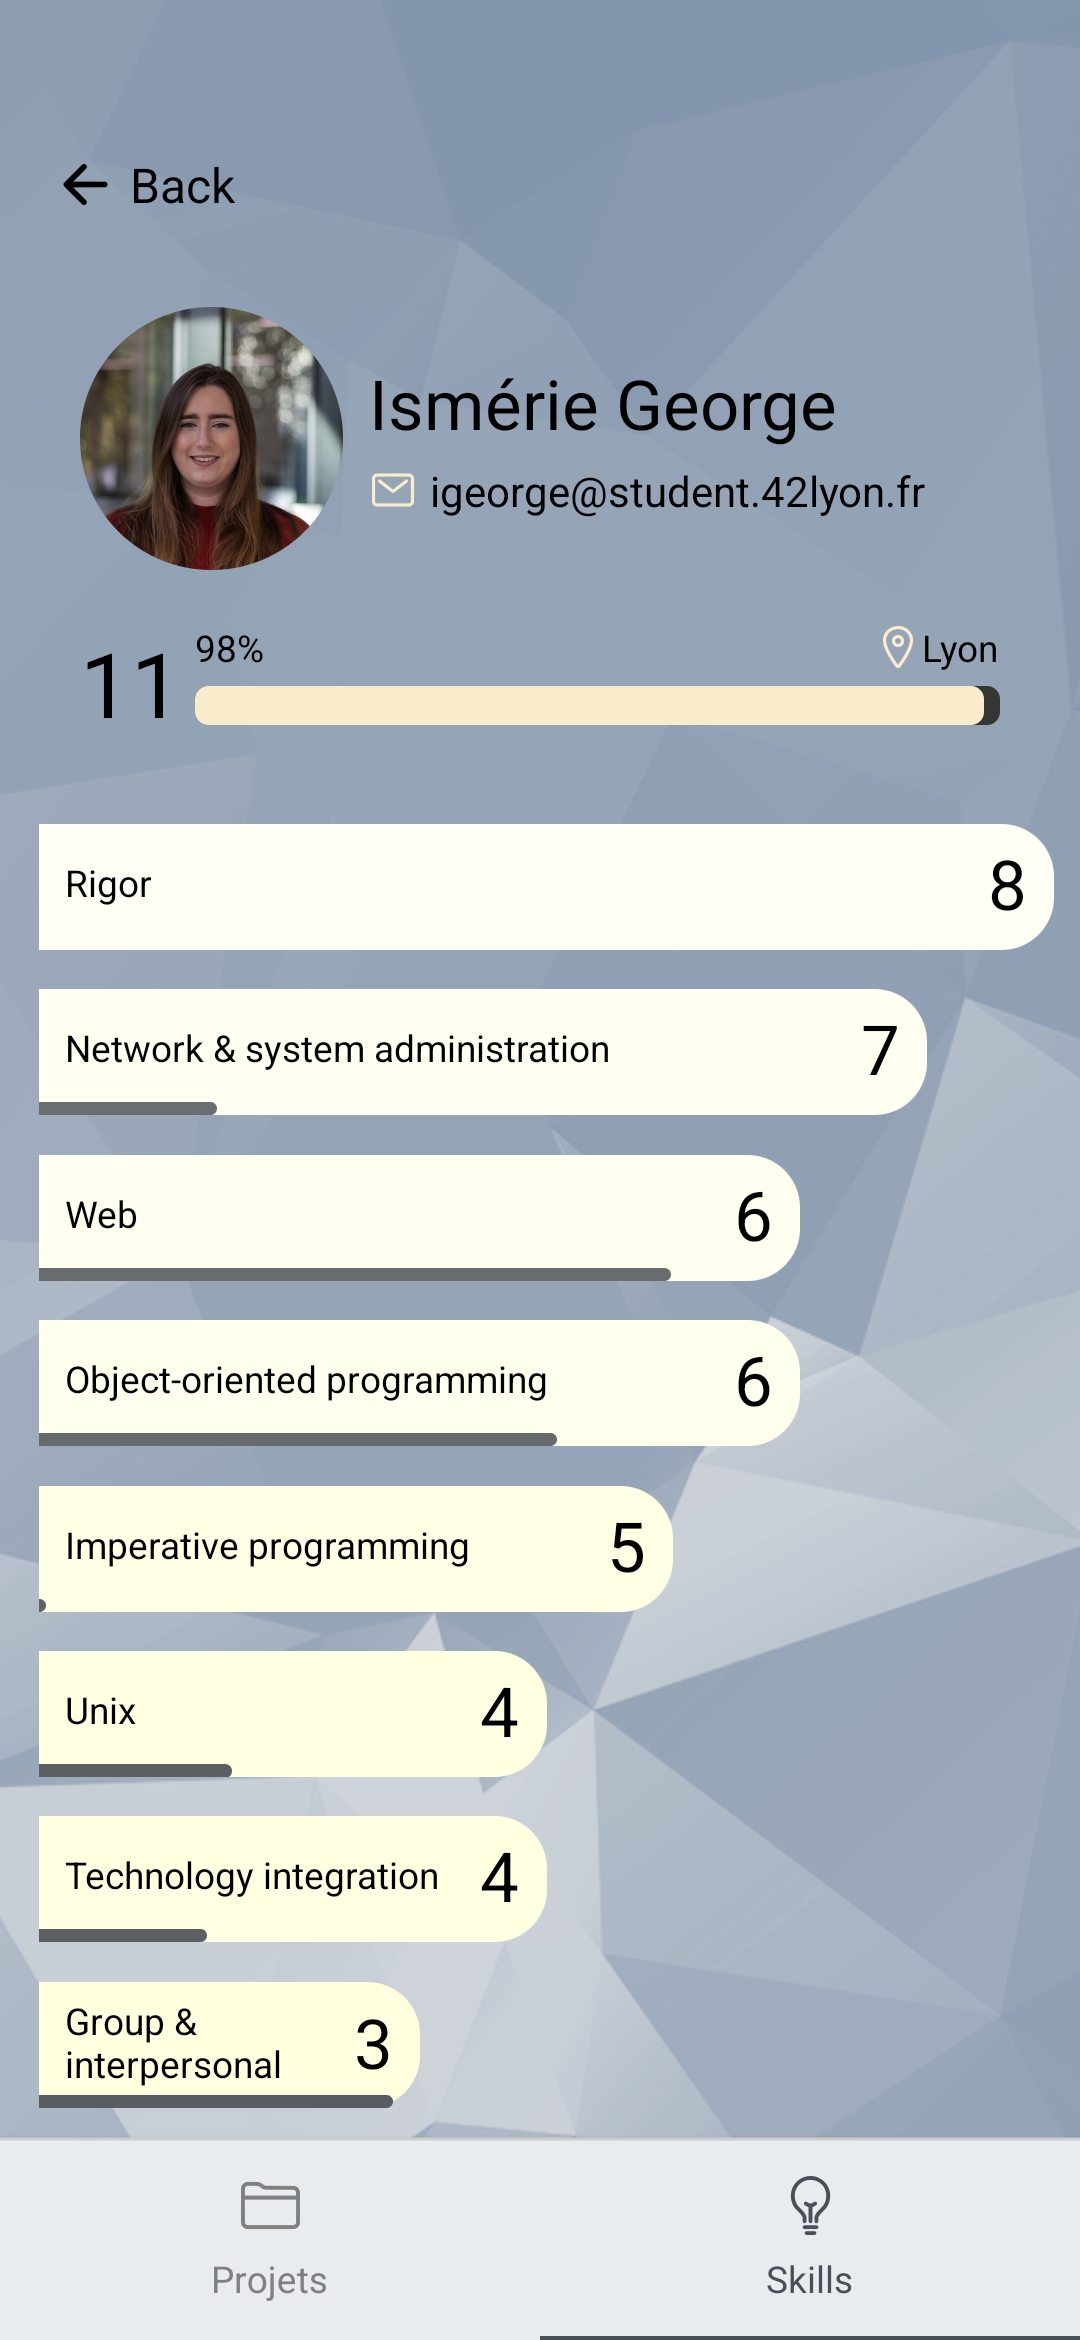 Back
Ismérie George
igeorge@student.42lyon.fr
11
98%
Lyon
Rigor
8
Network & system administration
7
Web
6
Object-oriented programming
6
Imperative programming
5
Unix
4
Technology integration
4
Group &
interpersonal
3
Projets
Skills